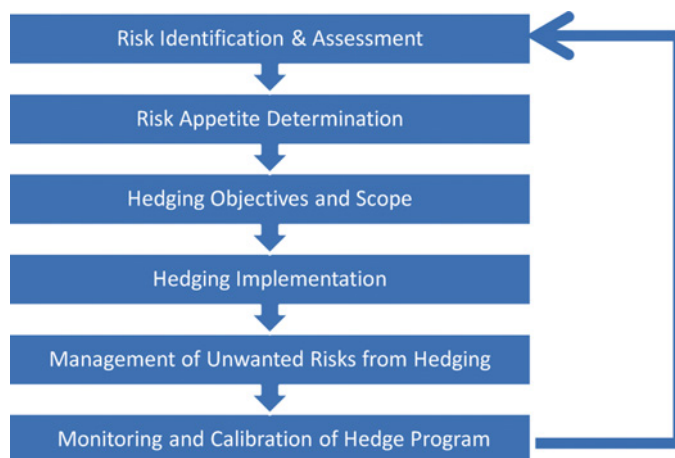 Risk Identification & Assessment
Risk Appetite Determination
Hedging Objectives and Scope
Hedging Implementation
Management of Unwanted Risks from Hedging
Monitoring and Calibration of Hedge Program